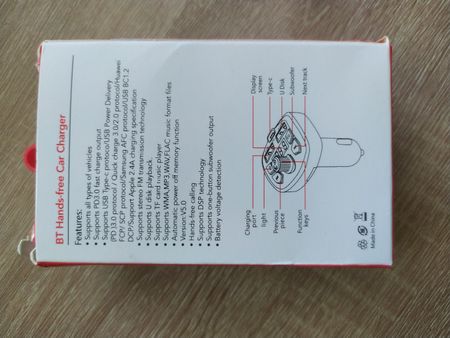 BT Hands-free Car Charger
Features:
• Supports all types of vehicles
• Supports PD3.0 fast charge output
• Supports USB Type-c protocol/USB Power Delivery
(PD 3.0) protocol / Quick charge 3.0/2.0 protocol/Huawei
FCP/ SCP protocol/Samsung AFC protocol/USB BC1.2
DCP/Support Apple 2.4A charging specification
• Supports stereo FM transmission technology
• Supports U disk playback.
• Supports TF card music player
• Supports WMA,MP3,WAV,FLAC music format files
• Automatic power off memory function
• Version:V5.0
• Hands-free calling
• Supports DSP technology
• Supports one-button subwoofer output
• Battery voltage detection
Display
screen
Type-c
U Disk
Subwoofer
Next track
Charging
port
light
Previous
piece
Function
keys
Made in China